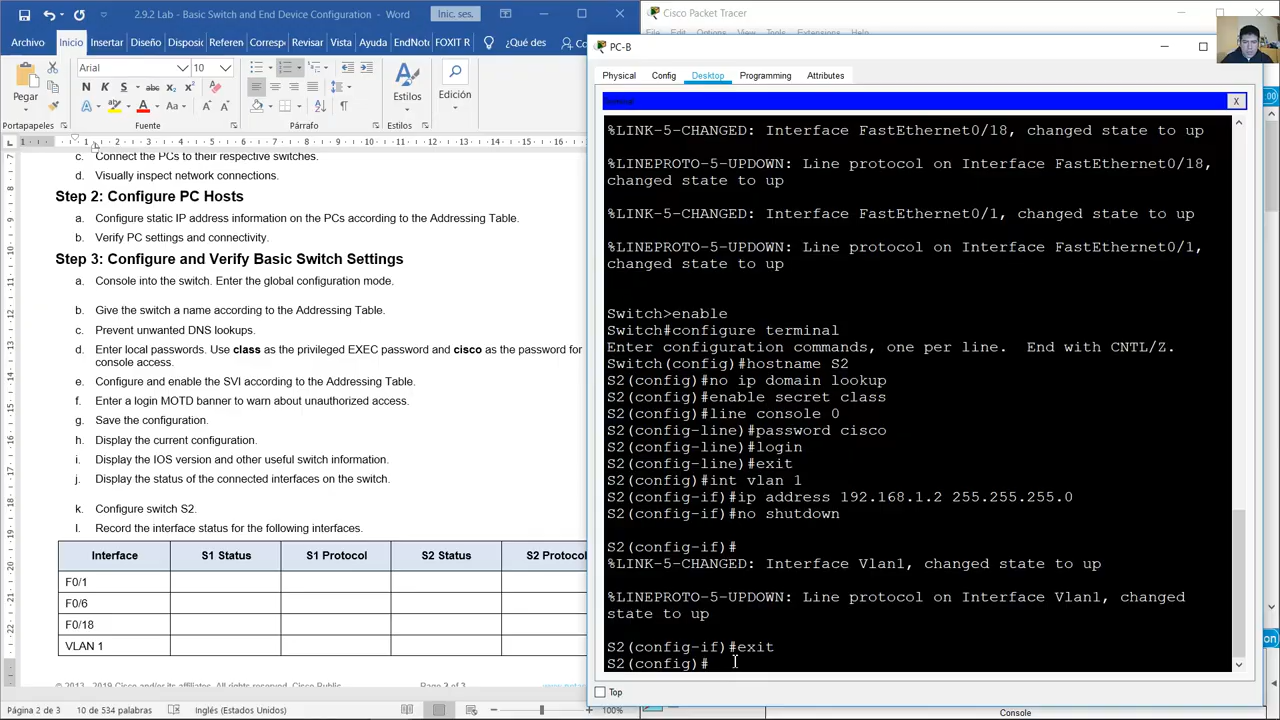 2.9.2 Lab - Basic Switch and End Device Configuration - Word
Inic. ses.
Cisco Packet Tracer
File Edit Options View Tools Extensions Help
Inicio
Disposi
Corresp
Revisar
Vista
Ayuda
Endnl
FOXIT R
¿Qué des
Co
Pegar
Arial
10
N K S abc x₂ x²
Aa
Estilos
Edición
Portapapeles
Fuente
Párrafo
Estilos
c. Connect the PCs to their respective switches.
d. Visually inspect network connections.
Step 2: Configure PC Hosts
a. Configure static IP address information on the PCs according to the Addressing Table.
b. Verify PC settings and connectivity.
Step 3: Configure and Verify Basic Switch Settings
a. Console into the switch. Enter the global configuration mode.
b. Give the switch a name according to the Addressing Table.
c. Prevent unwanted DNS lookups.
d. Enter local passwords. Use class as the privileged EXEC password and cisco as the password for
console access.
e. Configure and enable the SVI according to the Addressing Table.
f. Enter a login MOTD banner to warn about unauthorized access.
g. Save the configuration.
h. Display the current configuration.
i. Display the IOS version and other useful switch information.
j. Display the status of the connected interfaces on the switch.
k. Configure switch S2.
l. Record the interface status for the following interfaces.
Interface S1 Status S1 Protocol S2 Status S2 Protocol
F0/1
F0/6
F0/18
VLAN 1
Página 2 de 3 10 de 534 palabras Inglés (Estados Unidos) 100%
PC-B
Physical Config Desktop Programming Attributes
X
%LINK-5-CHANGED: Interface FastEthernet0/18, changed state to up
%LINEPROTO-5-UPDOWN: Line protocol on Interface FastEthernet0/18,
changed state to up
%LINK-5-CHANGED: Interface FastEthernet0/1, changed state to up
%LINEPROTO-5-UPDOWN: Line protocol on Interface FastEthernet0/1,
changed state to up
Switch>enable
Switch#configure terminal
Enter configuration commands, one per line. End with CNTL/Z.
Switch(config)#hostname S2
S2(config)#no ip domain lookup
S2(config)#enable secret class
S2(config)#line console 0
S2(config-line)#password cisco
S2(config-line)#login
S2(config-line)#exit
S2(config)#int vlan 1
S2(config-if)#ip address 192.168.1.2 255.255.255.0
S2(config-if)#no shutdown
S2(config-if)#
%LINK-5-CHANGED: Interface Vlan1, changed state to up
%LINEPROTO-5-UPDOWN: Line protocol on Interface Vlan1, changed
state to up
S2(config-if)#exit
S2(config)#
Top
:00
on
Console